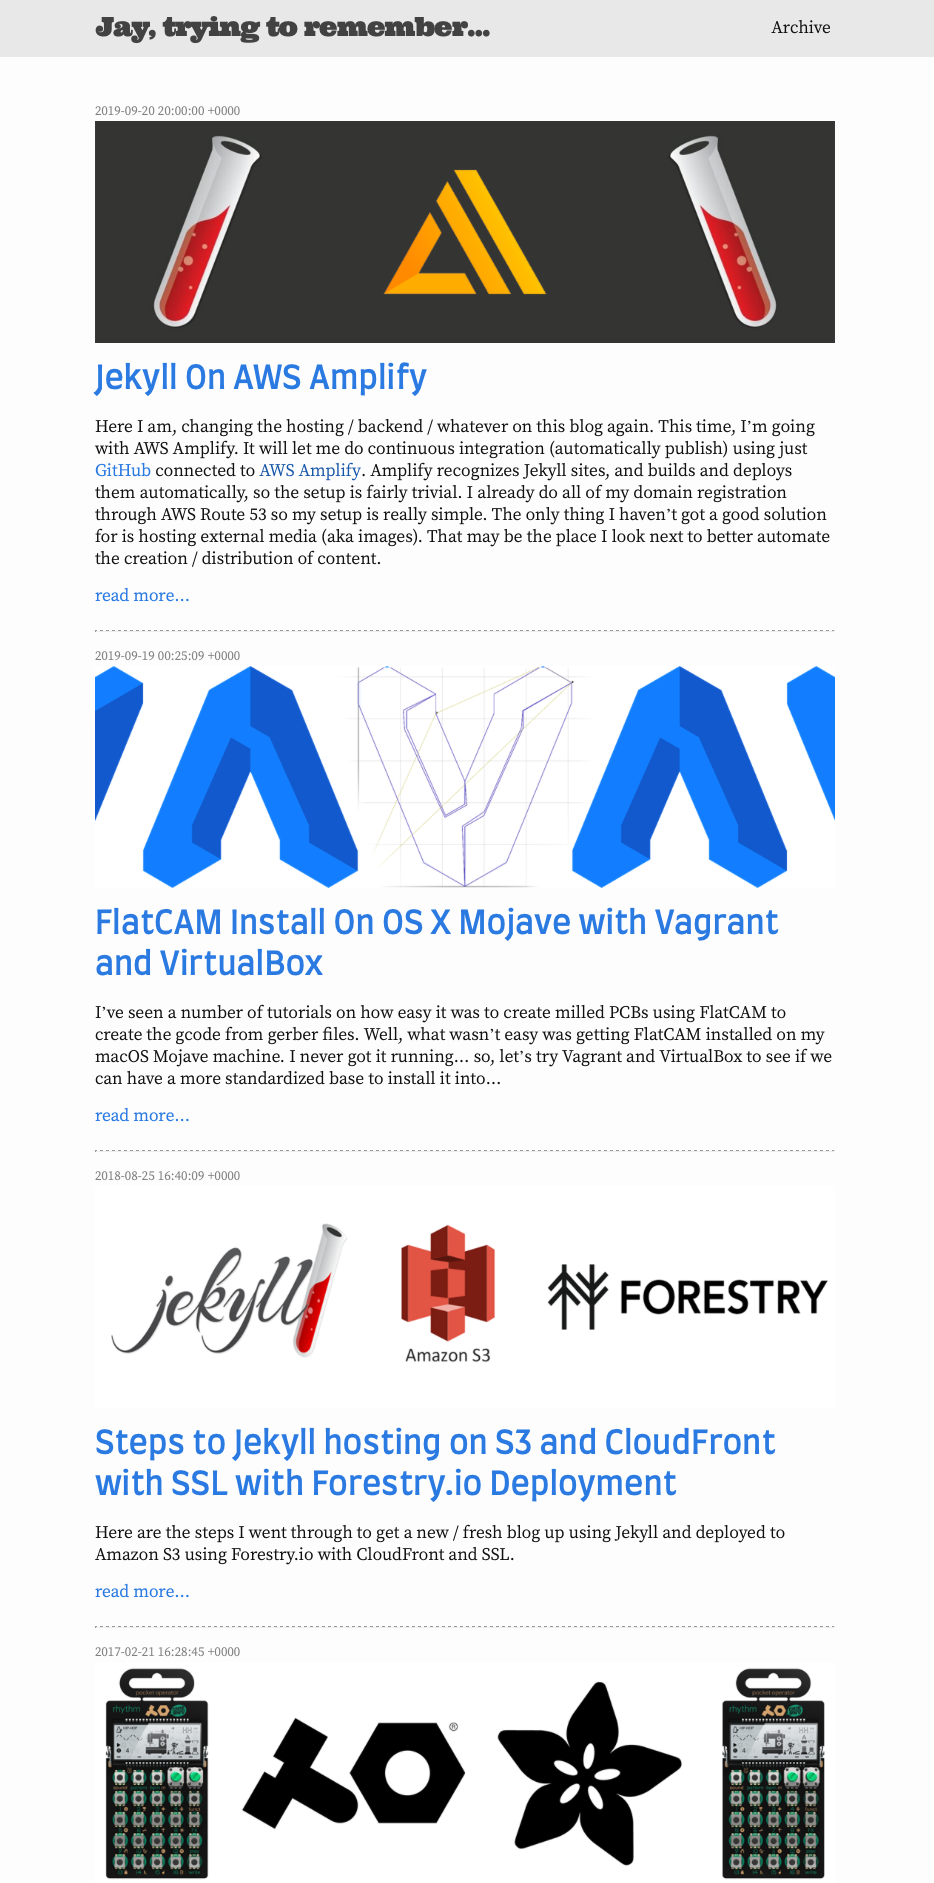 Jay, trying to remember...
Archive
2019-09-20 20:00:00 +0000
Jekyll On AWS Amplify
Here I am, changing the hosting / backend / whatever on this blog again. This time, I’m going
with AWS Amplify. It will let me do continuous integration (automatically publish) using just
GitHub connected to AWS Amplify. Amplify recognizes Jekyll sites, and builds and deploys
them automatically, so the setup is fairly trivial. I already do all of my domain registration
through AWS Route 53 so my setup is really simple. The only thing I haven’t got a good solution
for is hosting external media (aka images). That may be the place I look next to better automate
the creation / distribution of content.
read more…
2019-09-19 00:25:09 +0000
FlatCAM Install On OS X Mojave with Vagrant
and VirtualBox
I’ve seen a number of tutorials on how easy it was to create milled PCBs using FlatCAM to
create the gcode from gerber files. Well, what wasn’t easy was getting FlatCAM installed on my
macOS Mojave machine. I never got it running… so, let’s try Vagrant and VirtualBox to see if we
can have a more standardized base to install it into…
read more…
2018-08-25 16:40:09 +0000
jekyll
Amazon S3
FORESTRY
Steps to Jekyll hosting on S3 and CloudFront
with SSL with Forestry.io Deployment
Here are the steps I went through to get a new / fresh blog up using Jekyll and deployed to
Amazon S3 using Forestry.io with CloudFront and SSL.
read more…
2017-02-21 16:28:45 +0000
pocket operator
rhythm
®
pocket operator
rhythm